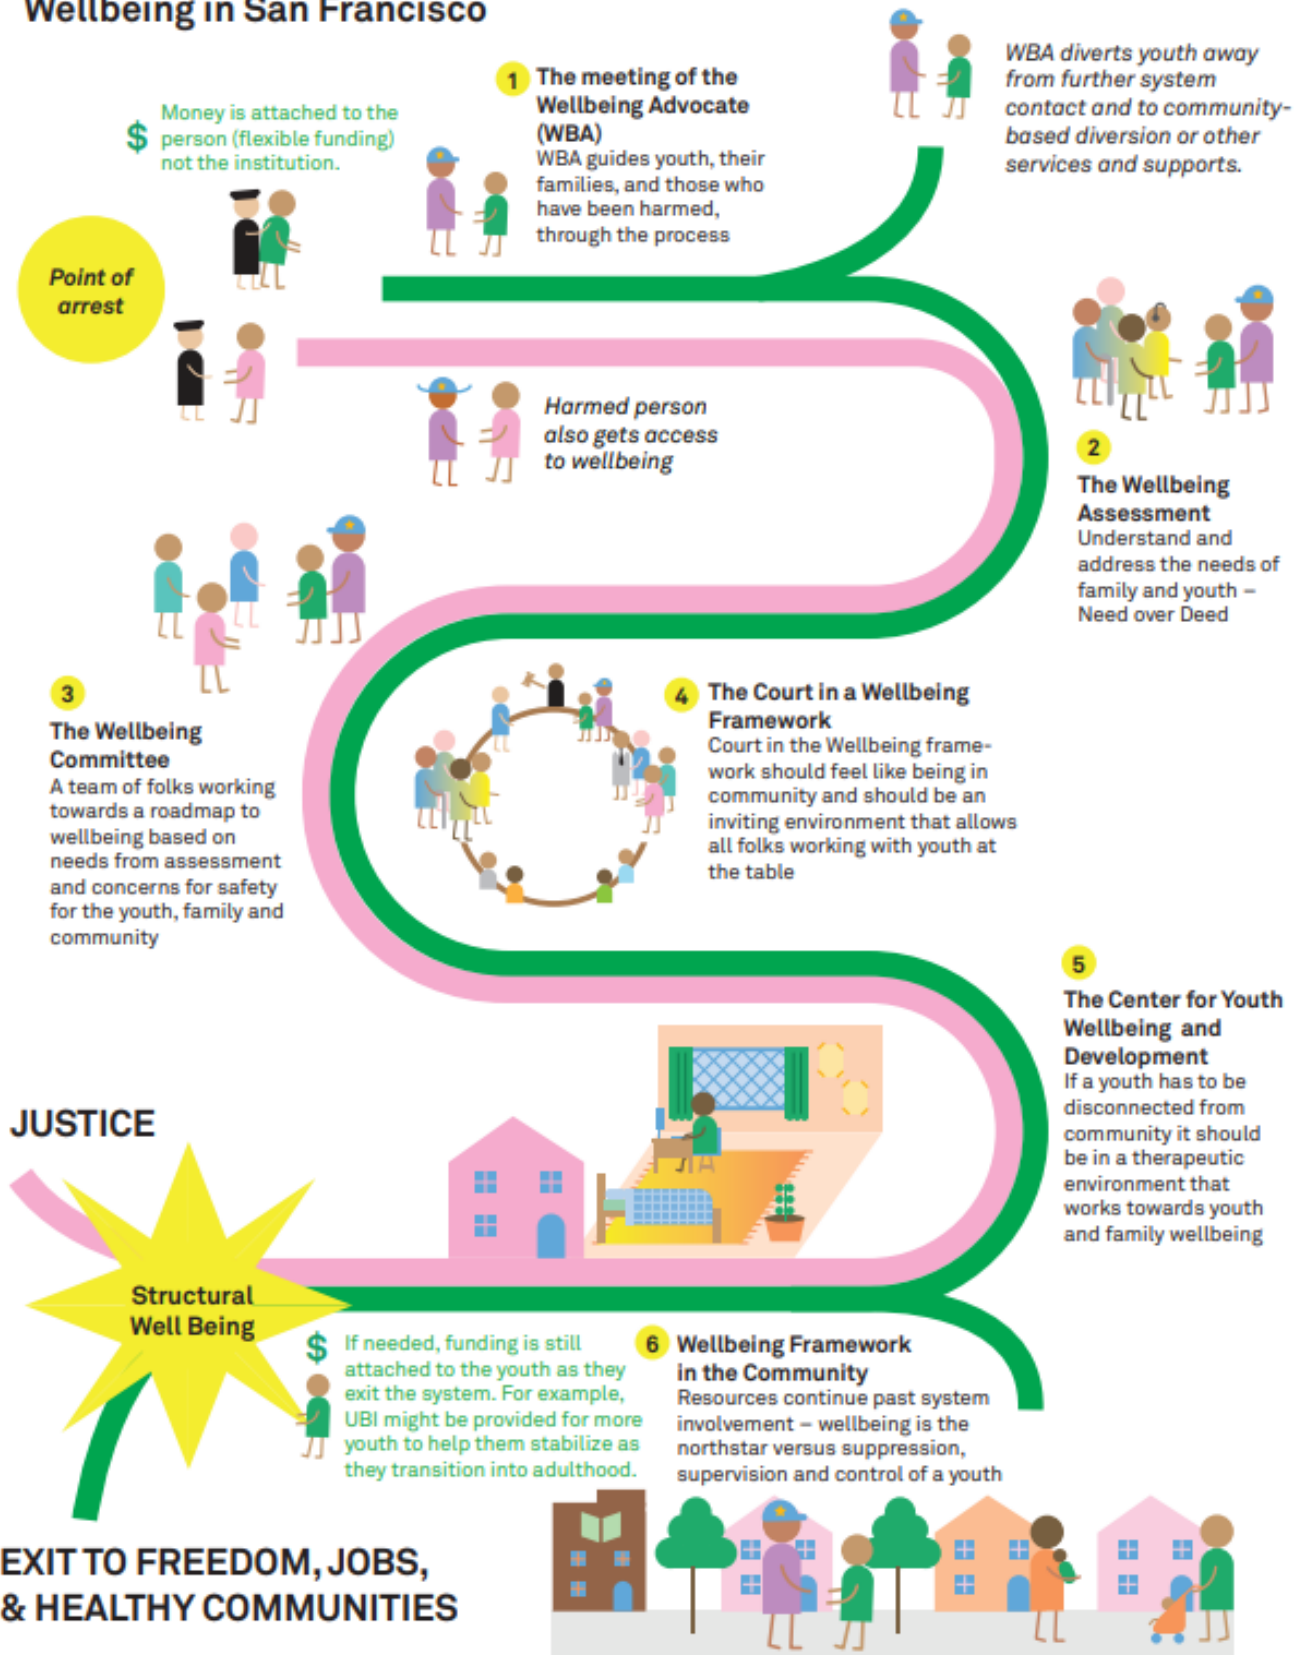 Wellbeing in San Francisco
$ Money is attached to the
person (flexible funding)
not the institution.
Point of
arrest
1 The meeting of the
Wellbeing Advocate
(WBA)
WBA guides youth, their
families, and those who
have been harmed,
through the process
WBA diverts youth away
from further system
contact and to community-
based diversion or other
services and supports.
Harmed person
also gets access
to wellbeing
2
The Wellbeing
Assessment
Understand and
address the needs of
family and youth –
Need over Deed
3
The Wellbeing
Committee
A team of folks working
towards a roadmap to
wellbeing based on
needs from assessment
and concerns for safety
for the youth, family and
community
4 The Court in a Wellbeing
Framework
Court in the Wellbeing frame-
work should feel like being in
community and should be an
inviting environment that allows
all folks working with youth at
the table
5
The Center for Youth
Wellbeing and
Development
If a youth has to be
disconnected from
community it should
be in a therapeutic
environment that
works towards youth
and family wellbeing
JUSTICE
Structural
Well Being
$ If needed, funding is still
attached to the youth as they
exit the system. For example,
UBI might be provided for more
youth to help them stabilize as
they transition into adulthood.
6 Wellbeing Framework
in the Community
Resources continue past system
involvement – wellbeing is the
northstar versus suppression,
supervision and control of a youth
EXIT TO FREEDOM, JOBS,
& HEALTHY COMMUNITIES